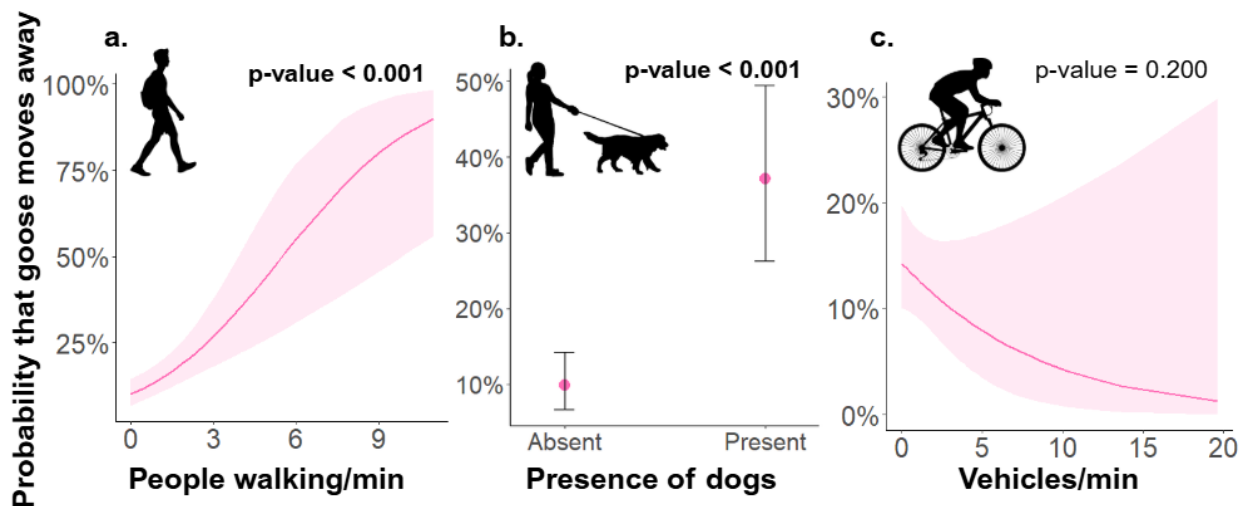 Probability that goose moves away
a.
p-value < 0.001
100%
75%
50%
25%
0 3 6 9
People walking/min
b.
p-value < 0.001
50%
40%
30%
20%
10%
Absent Present
Presence of dogs
c.
p-value = 0.200
30%
20%
10%
0%
0 5 10 15 20
Vehicles/min